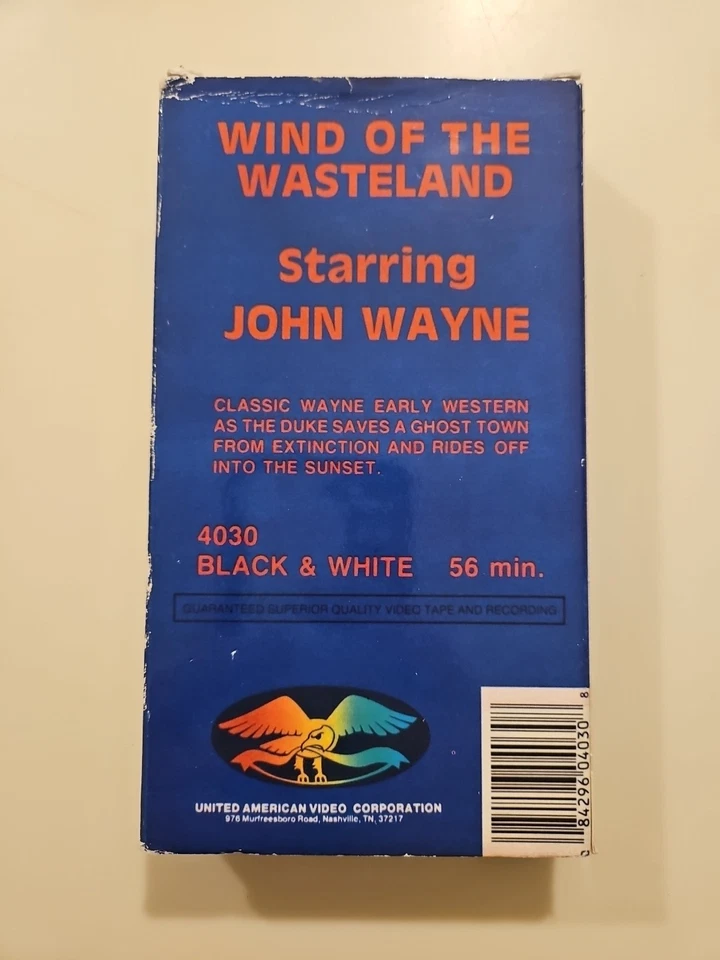 WIND OF THE
WASTELAND
Starring
JOHN WAYNE
CLASSIC WAYNE EARLY WESTERN
AS THE DUKE SAVES A GHOST TOWN
FROM EXTINCTION AND RIDES OFF
INTO THE SUNSET.
4030
BLACK & WHITE 56 min.
GUARANTEED SUPERIOR QUALITY VIDEO TAPE AND RECORDING
UNITED AMERICAN VIDEO CORPORATION
976 Murfreesboro Road, Nashville, TN, 37217
0 84296 04030 8